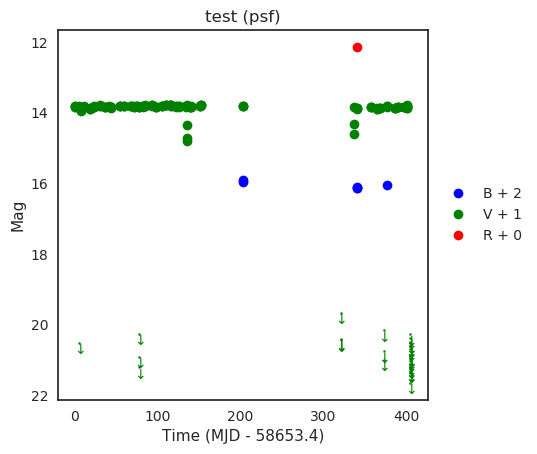 test (psf)
12
14
16
18
20
22
Mag
0
100
200
300
400
Time (MJD - 58653.4)
B + 2
V + 1
R + 0